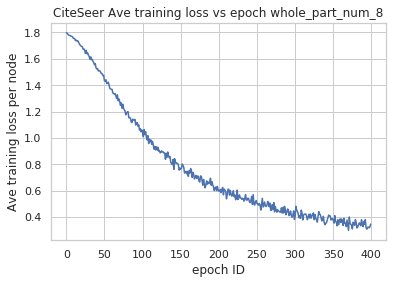 CiteSeer Ave training loss vs epoch whole_part_num_8
Ave training loss per node
1.8
1.6
1.4
1.2
1.0
0.8
0.6
0.4
0 50 100 150 200 250 300 350 400
epoch ID